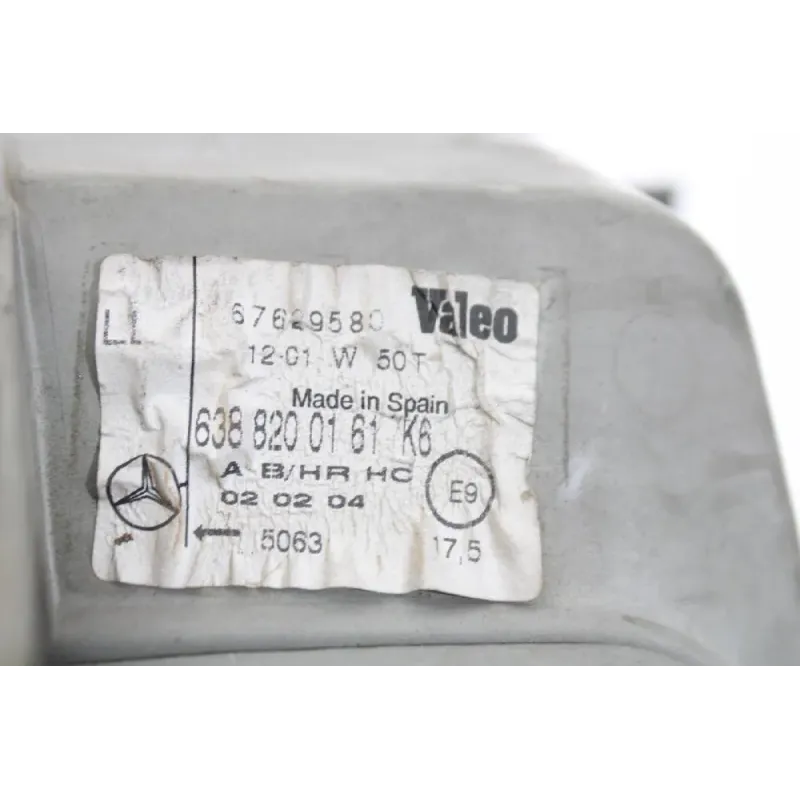 67629580 Valeo
12-01 W 50T
Made in Spain
638 820 01 61 K6
A B/HR HC
02 02 04
E9
5063
17,5